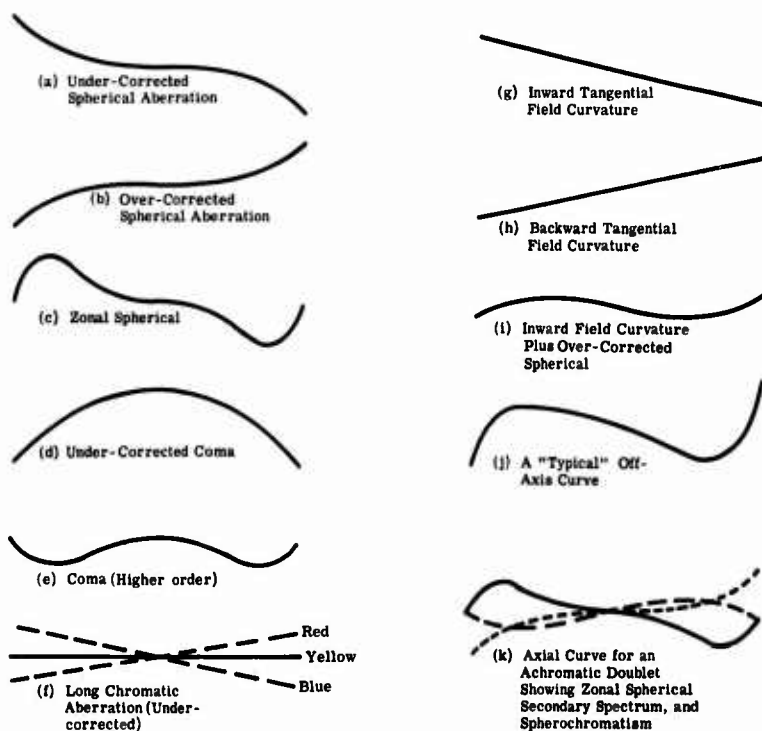 (a) Under-Corrected
Spherical Aberration
(b) Over-Corrected
Spherical Aberration
(c) Zonal Spherical
(d) Under-Corrected Coma
(e) Coma (Higher order)
Red
Yellow
Blue
(f) Long Chromatic
Aberration (Under-
corrected)
(g) Inward Tangential
Field Curvature
(h) Backward Tangential
Field Curvature
(i) Inward Field Curvature
Plus Over-Corrected
Spherical
(j) A "Typical" Off-
Axis Curve
(k) Axial Curve for an
Achromatic Doublet
Showing Zonal Spherical
Secondary Spectrum, and
Spherochromatism